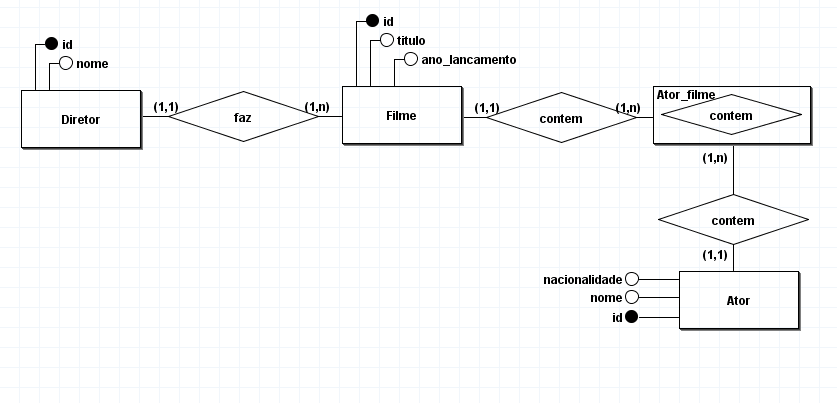 id
nome
Diretor
(1,1)
faz
(1,n)
id
titulo
ano_lancamento
Filme
(1,1)
contem
(1,n)
Ator_filme
contem
(1,n)
contem
(1,1)
nacionalidade
nome
id
Ator